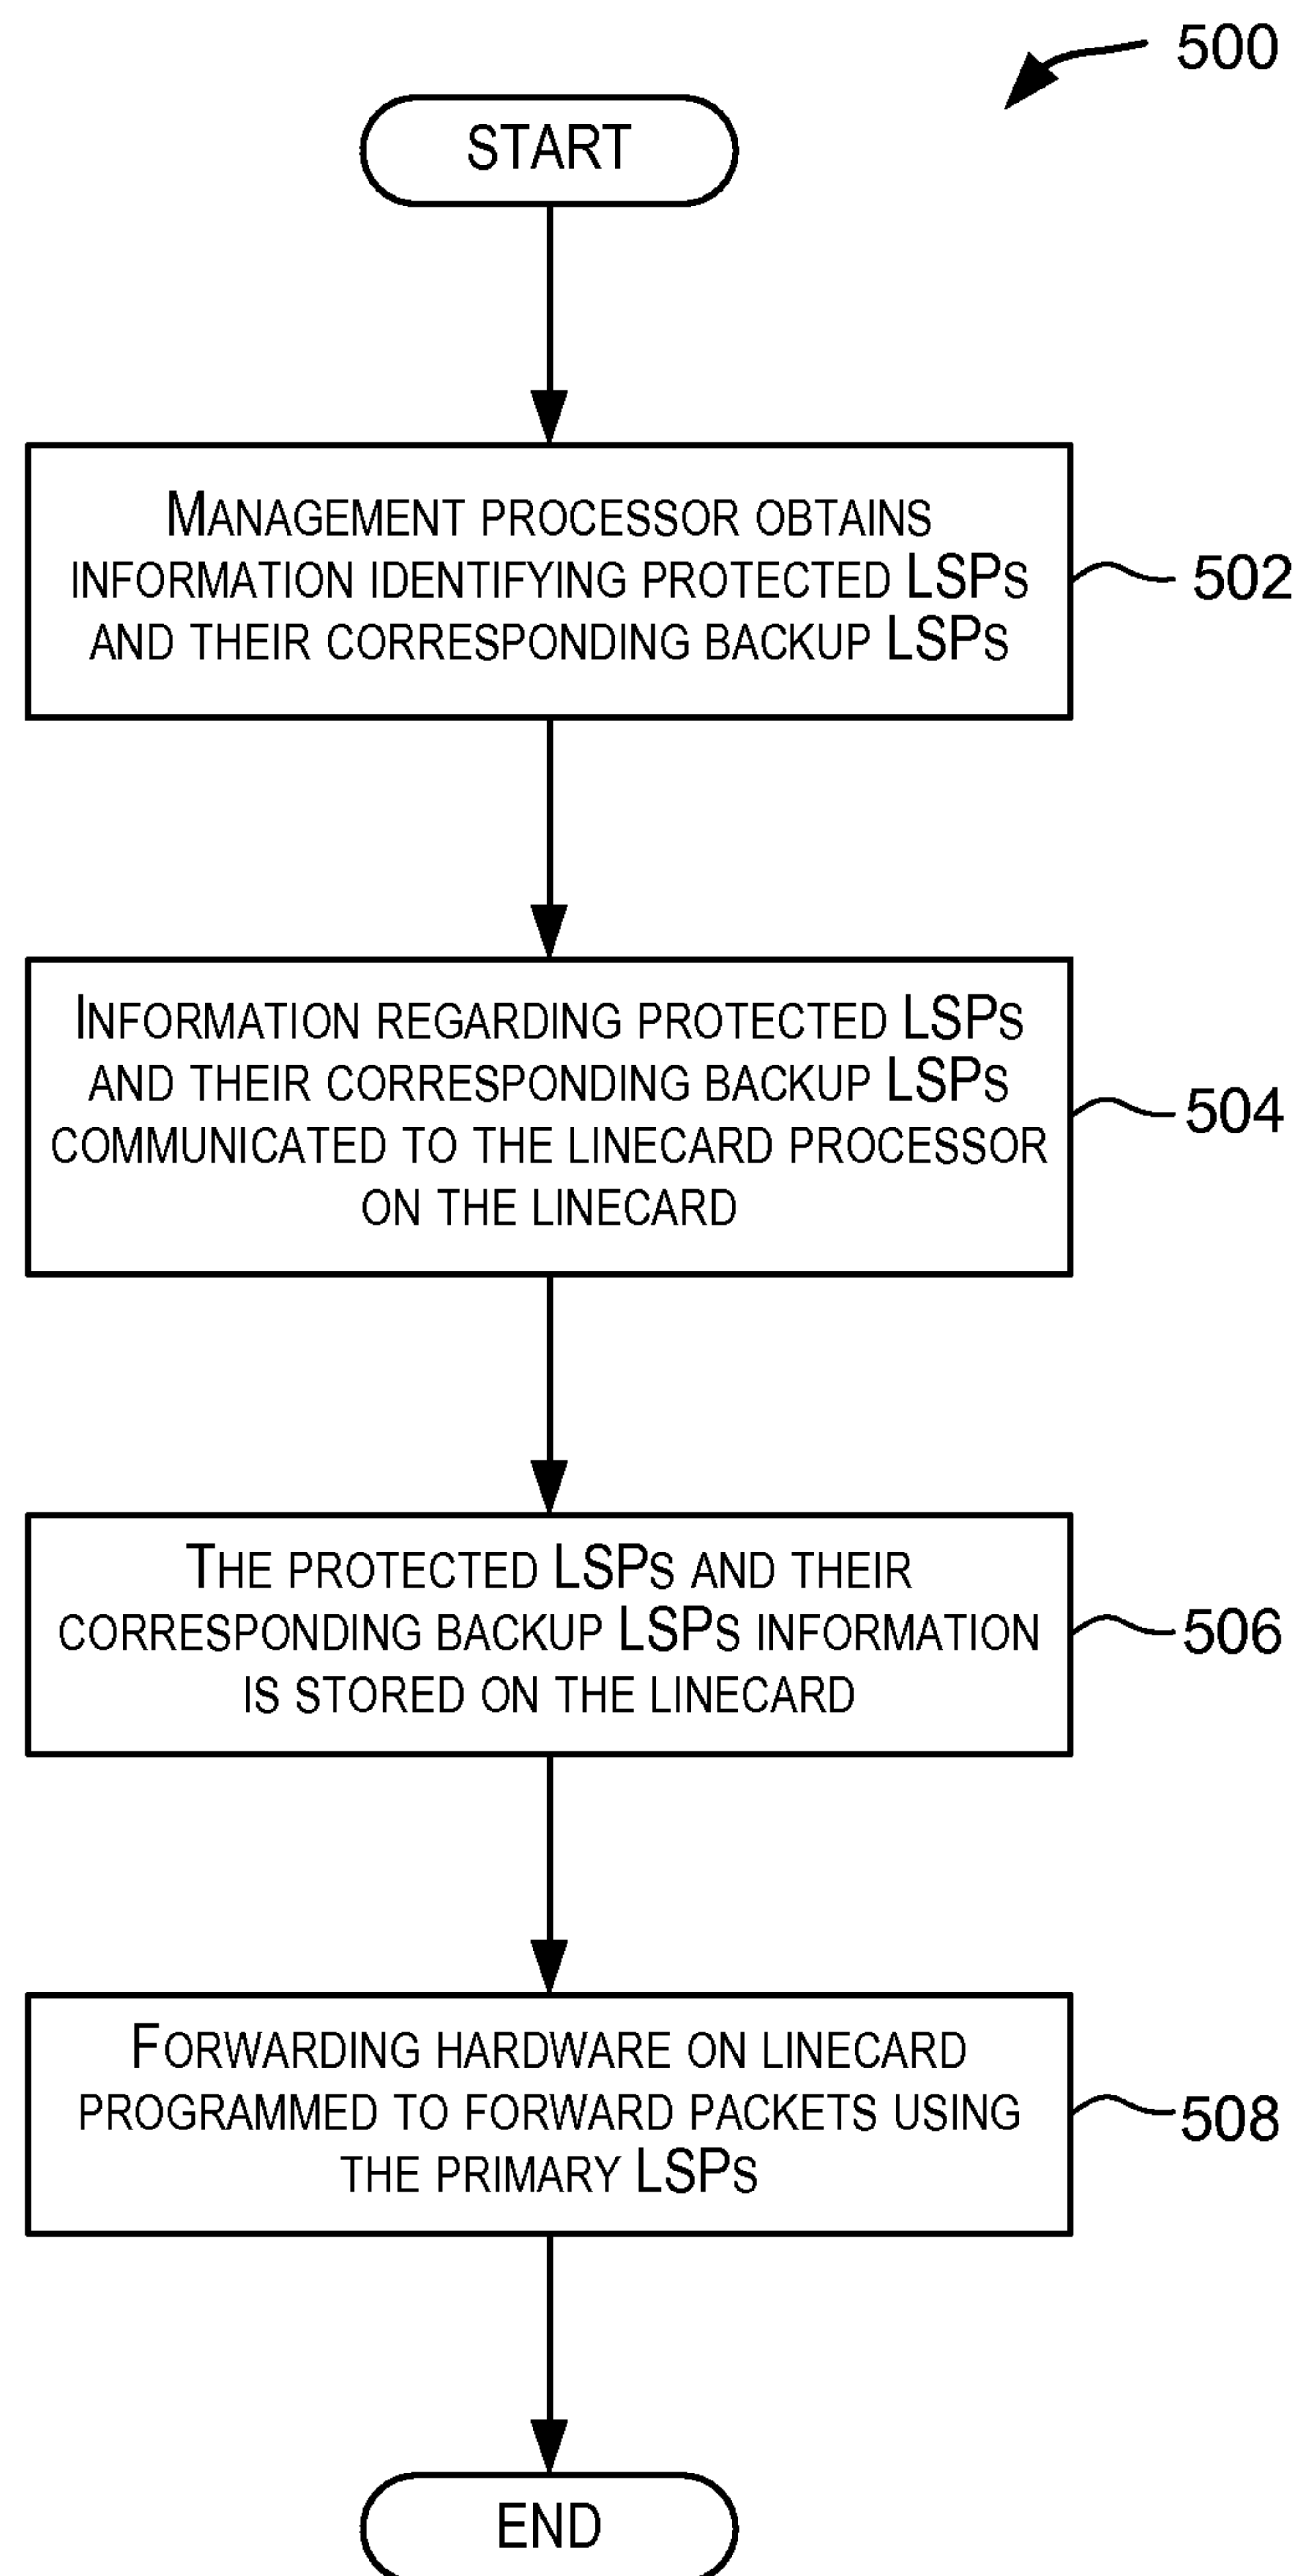 500
START
MANAGEMENT PROCESSOR OBTAINS
INFORMATION IDENTIFYING PROTECTED LSPS
AND THEIR CORRESPONDING BACKUP LSPS
502
INFORMATION REGARDING PROTECTED LSPS
AND THEIR CORRESPONDING BACKUP LSPS
COMMUNICATED TO THE LINECARD PROCESSOR
ON THE LINECARD
504
THE PROTECTED LSPS AND THEIR
CORRESPONDING BACKUP LSPS INFORMATION
IS STORED ON THE LINECARD
506
FORWARDING HARDWARE ON LINECARD
PROGRAMMED TO FORWARD PACKETS USING
THE PRIMARY LSPS
508
END